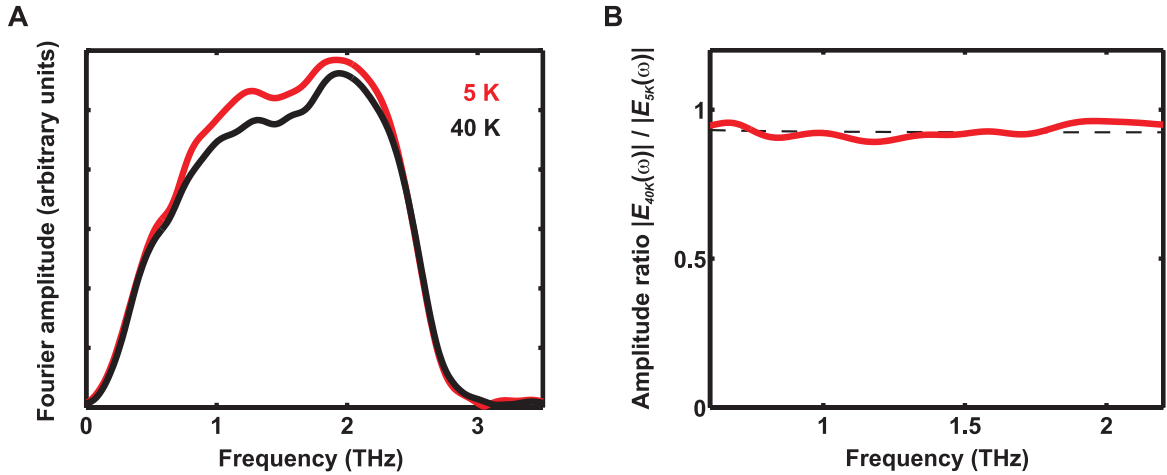 A
Fourier amplitude (arbitrary units)
5 K
40 K
0
1
2
3
Frequency (THz)
B
Amplitude ratio |E40K(ω)| / |E5K(ω)|
1
0.5
0
1
1.5
2
Frequency (THz)